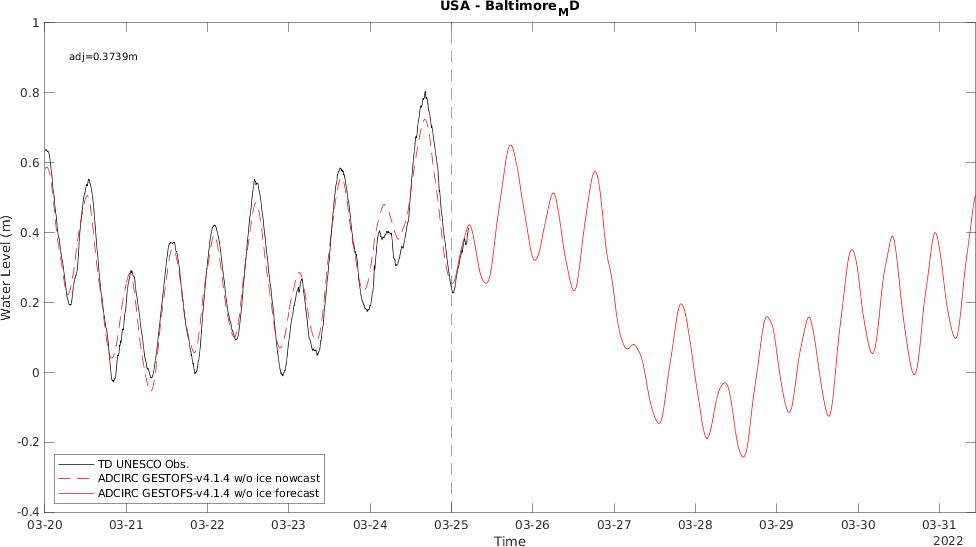 USA - Baltimore_MD
adj=0.3739m
1
0.8
0.6
0.4
0.2
0
-0.2
-0.4
Water Level (m)
TD UNESCO Obs.
ADCIRC GESTOFS-v4.1.4 w/o ice nowcast
ADCIRC GESTOFS-v4.1.4 w/o ice forecast
03-20 03-21 03-22 03-23 03-24 03-25 03-26 03-27 03-28 03-29 03-30 03-31
Time
2022